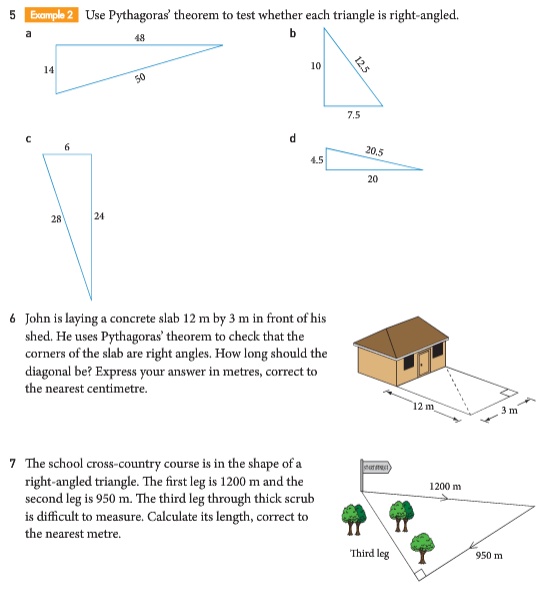 5 Example 2 Use Pythagoras' theorem to test whether each triangle is right-angled.
a
48
14
50
b
10
12.5
7.5
c
6
28
24
d
4.5
20.5
20
6 John is laying a concrete slab 12 m by 3 m in front of his
shed. He uses Pythagoras' theorem to check that the
corners of the slab are right angles. How long should the
diagonal be? Express your answer in metres, correct to
the nearest centimetre.
12 m
3 m
7 The school cross-country course is in the shape of a
right-angled triangle. The first leg is 1200 m and the
second leg is 950 m. The third leg through thick scrub
is difficult to measure. Calculate its length, correct to
the nearest metre.
1200 m
Third leg
950 m